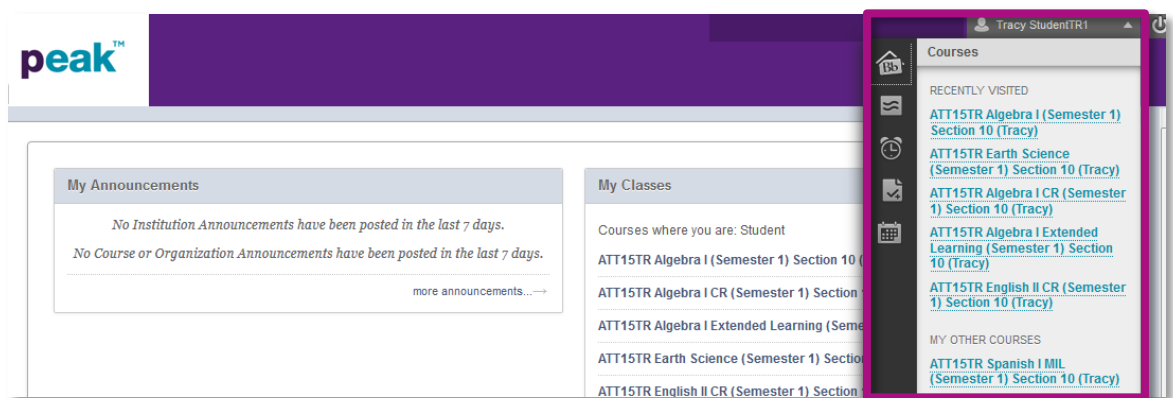 peak™
Tracy StudentTR1
My Announcements
No Institution Announcements have been posted in the last 7 days.
No Course or Organization Announcements have been posted in the last 7 days.
more announcements...→
My Classes
Courses where you are: Student
ATT15TR Algebra I (Semester 1) Section 10 (
ATT15TR Algebra I CR (Semester 1) Section
ATT15TR Algebra I Extended Learning (Seme
ATT15TR Earth Science (Semester 1) Section
ATT15TR English II CR (Semester 1) Section
Bb
Courses
RECENTLY VISITED
ATT15TR Algebra I (Semester 1)
Section 10 (Tracy)
ATT15TR Earth Science
(Semester 1) Section 10 (Tracy)
ATT15TR Algebra I CR (Semester
1) Section 10 (Tracy)
ATT15TR Algebra I Extended
Learning (Semester 1) Section
10 (Tracy)
ATT15TR English II CR (Semester
1) Section 10 (Tracy)
MY OTHER COURSES
ATT15TR Spanish I MIL
(Semester 1) Section 10 (Tracy)